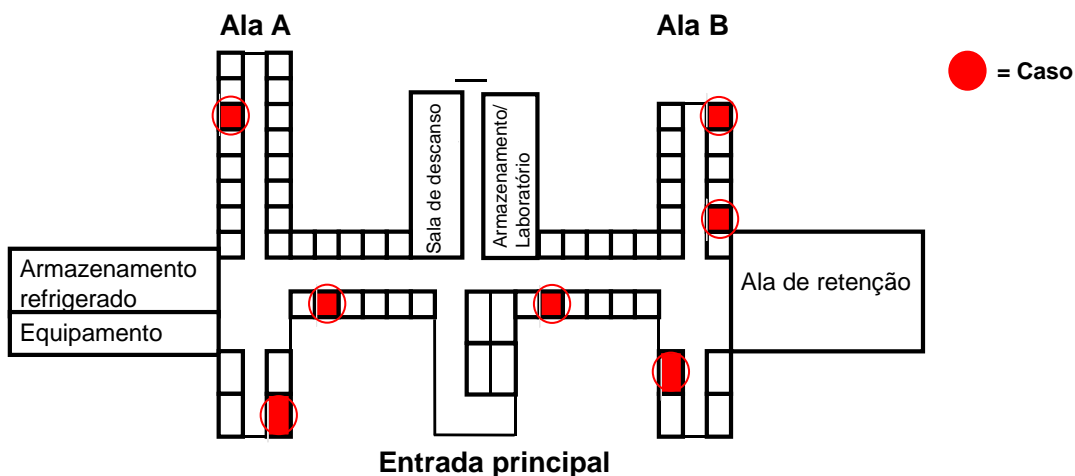 Ala A
Ala B
= Caso
Sala de descanso
Armazenamento/
Laboratório
Armazenamento
refrigerado
Equipamento
Ala de retenção
Entrada principal